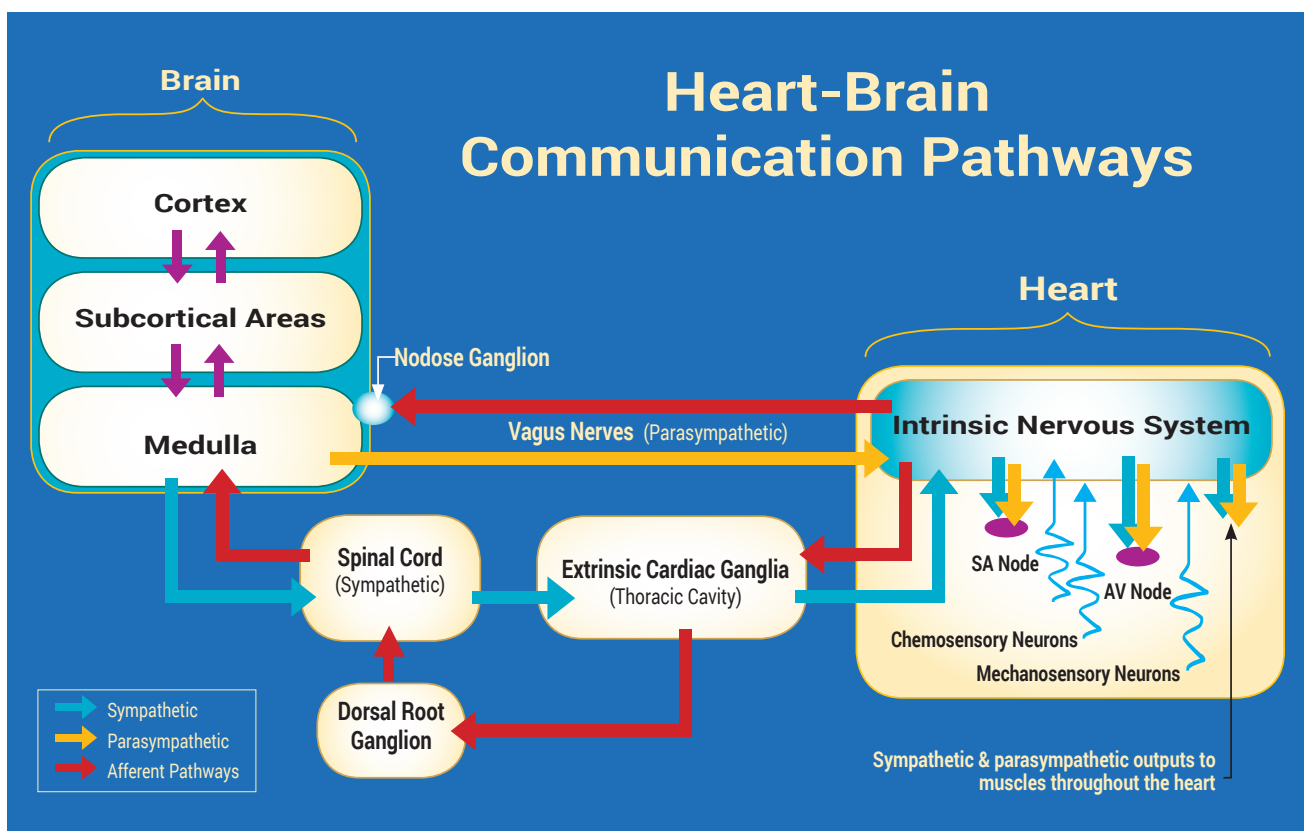 Heart-Brain
Communication Pathways
Brain
Cortex
Subcortical Areas
Medulla
Nodose Ganglion
Vagus Nerves (Parasympathetic)
Heart
Intrinsic Nervous System
SA Node
AV Node
Chemosensory Neurons
Mechanosensory Neurons
Spinal Cord
(Sympathetic)
Extrinsic Cardiac Ganglia
(Thoracic Cavity)
Dorsal Root
Ganglion
Sympathetic
Parasympathetic
Afferent Pathways
Sympathetic & parasympathetic outputs to
muscles throughout the heart